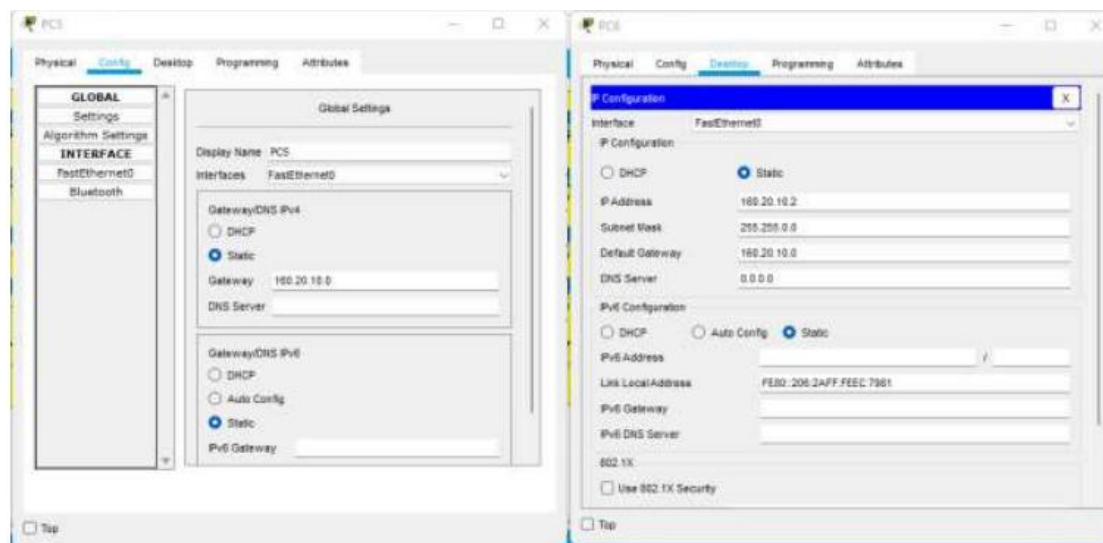 PC5
Physical Config Desktop Programming Attributes
GLOBAL
Settings
Algorithm Settings
INTERFACE
FastEthernet0
Bluetooth
Global Settings
Display Name PC5
Interfaces FastEthernet0
Gateway/DNS IPv4
DHCP
Static
Gateway 160.20.10.0
DNS Server
Gateway/DNS IPv6
DHCP
Auto Config
Static
IPv6 Gateway
Top
PC6
Physical Config Desktop Programming Attributes
IP Configuration X
Interface FastEthernet0
IP Configuration
DHCP Static
IP Address 160.20.10.2
Subnet Mask 255.255.0.0
Default Gateway 160.20.10.0
DNS Server 0.0.0.0
IPv6 Configuration
DHCP Auto Config Static
IPv6 Address /
Link Local Address FE80::206:2AFF:FEEC:7981
IPv6 Gateway
IPv6 DNS Server
802.1X
Use 802.1X Security
Top